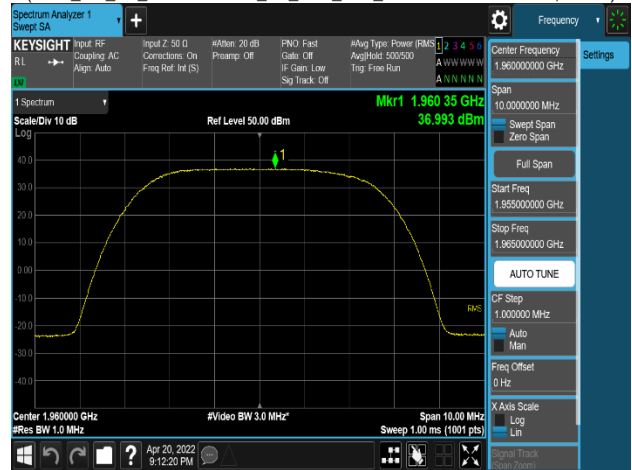 Spectrum Analyzer 1
Swept SA
Frequency
KEYSIGHT
RL
Input: RF
Coupling: AC
Align: Auto
Input Z: 50 Ω
Corrections: On
Freq Ref: Int (S)
#Atten: 20 dB
Preamp: Off
PNO: Fast
Gate: Off
IF Gain: Low
Sig Track: Off
#Avg Type: Power (RMS
Avg|Hold: 500/500
Trig: Free Run
1 2 3 4 5 6
A W W W W W
A N N N N N
LXI
1 Spectrum
Scale/Div 10 dB
Log
Ref Level 50.00 dBm
Mkr1 1.960 35 GHz
36.993 dBm
1
40.0
30.0
20.0
10.0
0.00
-10.0
-20.0
-30.0
-40.0
RMS
Center 1.960000 GHz
#Res BW 1.0 MHz
#Video BW 3.0 MHz*
Span 10.00 MHz
Sweep 1.00 ms (1001 pts)
Apr 20, 2022
9:12:20 PM
Center Frequency
1.960000000 GHz
Settings
Span
10.0000000 MHz
Swept Span
Zero Span
Full Span
Start Freq
1.955000000 GHz
Stop Freq
1.965000000 GHz
AUTO TUNE
CF Step
1.000000 MHz
Auto
Man
Freq Offset
0 Hz
X Axis Scale
Log
Lin
Signal Track
(Span Zoom)